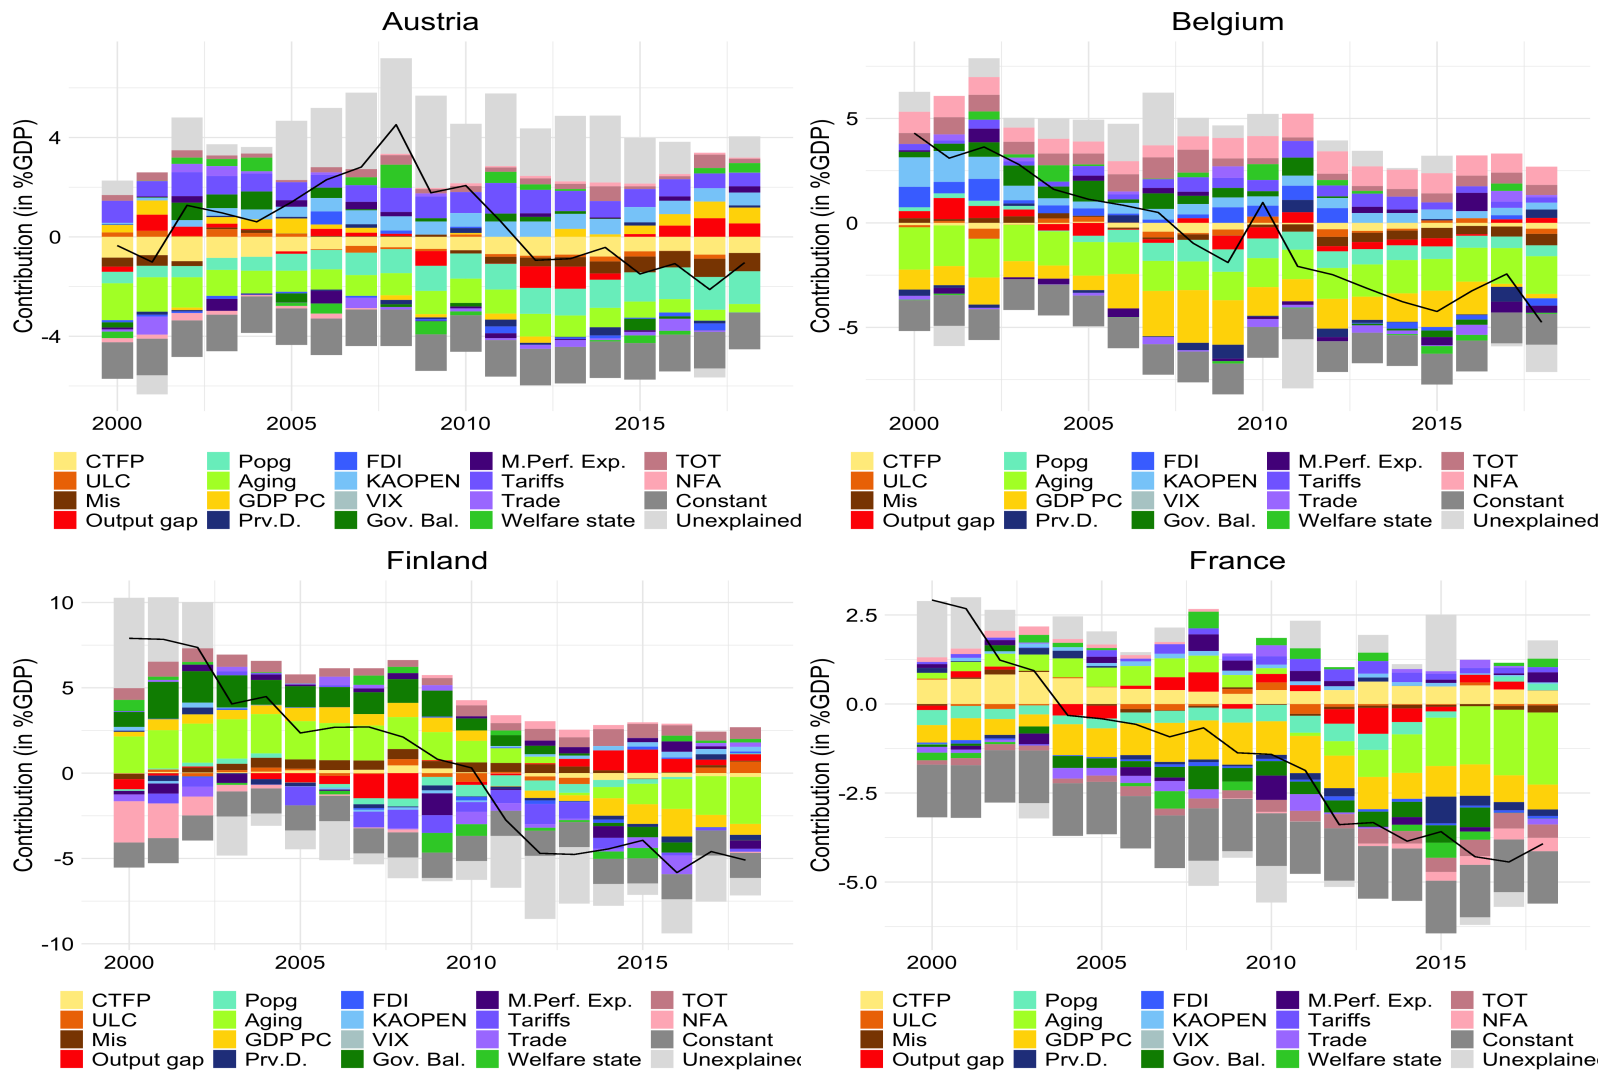 Austria
Contribution (in %GDP)
4
0
-4
2000 2005 2010 2015
CTFP Popg FDI M.Perf. Exp. TOT
ULC Aging KAOPEN Tariffs NFA
Mis GDP PC VIX Trade Constant
Output gap Prv.D. Gov. Bal. Welfare state Unexplained
Belgium
Contribution (in %GDP)
5
0
-5
2000 2005 2010 2015
CTFP Popg FDI M.Perf. Exp. TOT
ULC Aging KAOPEN Tariffs NFA
Mis GDP PC VIX Trade Constant
Output gap Prv.D. Gov. Bal. Welfare state Unexplained
Finland
Contribution (in %GDP)
10
5
0
-5
-10
2000 2005 2010 2015
CTFP Popg FDI M.Perf. Exp. TOT
ULC Aging KAOPEN Tariffs NFA
Mis GDP PC VIX Trade Constant
Output gap Prv.D. Gov. Bal. Welfare state Unexplained
France
Contribution (in %GDP)
2.5
0.0
-2.5
-5.0
2000 2005 2010 2015
CTFP Popg FDI M.Perf. Exp. TOT
ULC Aging KAOPEN Tariffs NFA
Mis GDP PC VIX Trade Constant
Output gap Prv.D. Gov. Bal. Welfare state Unexplained